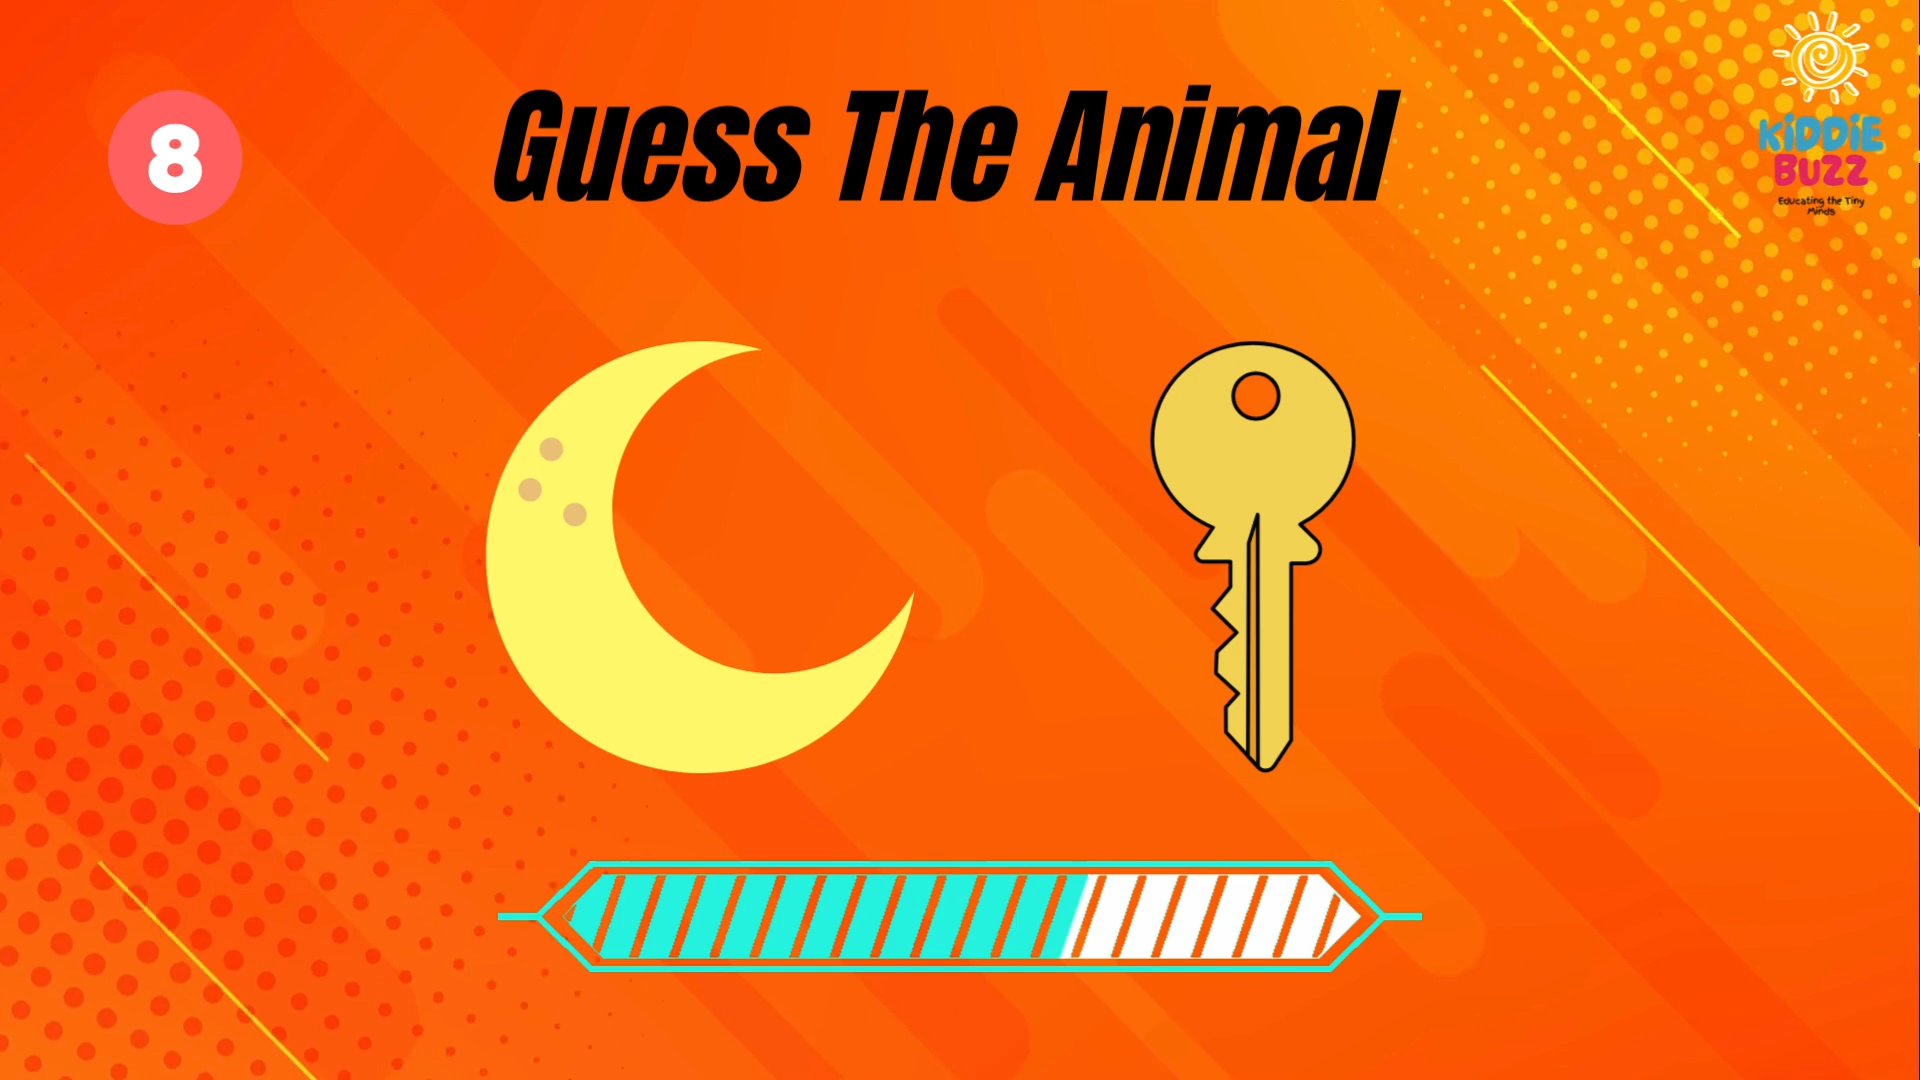 8
Guess The Animal
KiDDiE
BUZZ
Educating the Tiny
Minds